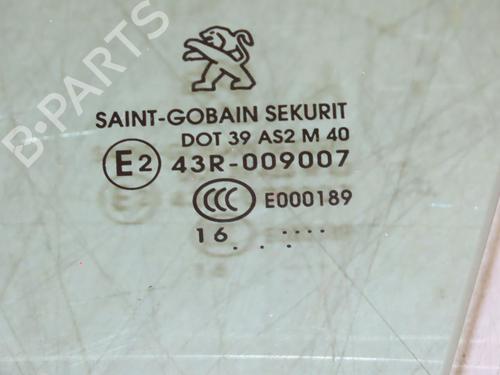 B-PARTS
SAINT-GOBAIN SEKURIT
DOT 39 AS2 M 40
E2 43R-009007
CCC E000189
16 . . . .....